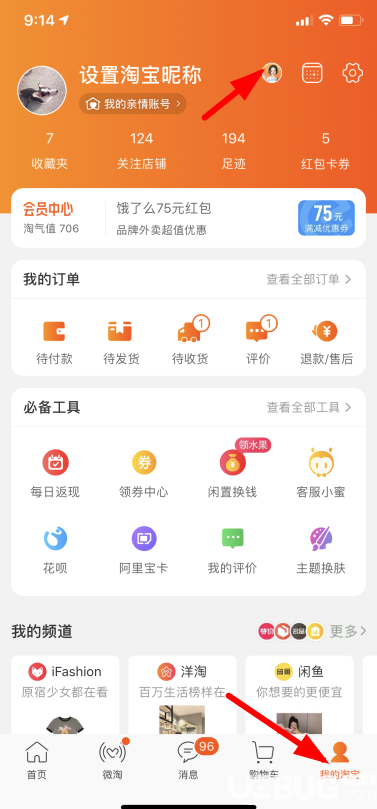 9:14
设置淘宝昵称
我的亲情账号
7 124 194 5
收藏夹 关注店铺 足迹 红包卡券
会员中心 饿了么75元红包 75元
淘气值 706 品牌外卖超值优惠 满减优惠券
我的订单 查看全部订单
1 1
待付款 待发货 待收货 评价 退款/售后
必备工具 查看全部工具
领水果
券
每日返现 领券中心 闲置换钱 客服小蜜
花呗 阿里宝卡 我的评价 主题换肤
我的频道 更多
iFashion 洋淘 闲鱼
原宿少女都在看 百万生活榜样在 你想要的更便宜
96
首页 微淘 消息 购物车 我的淘宝